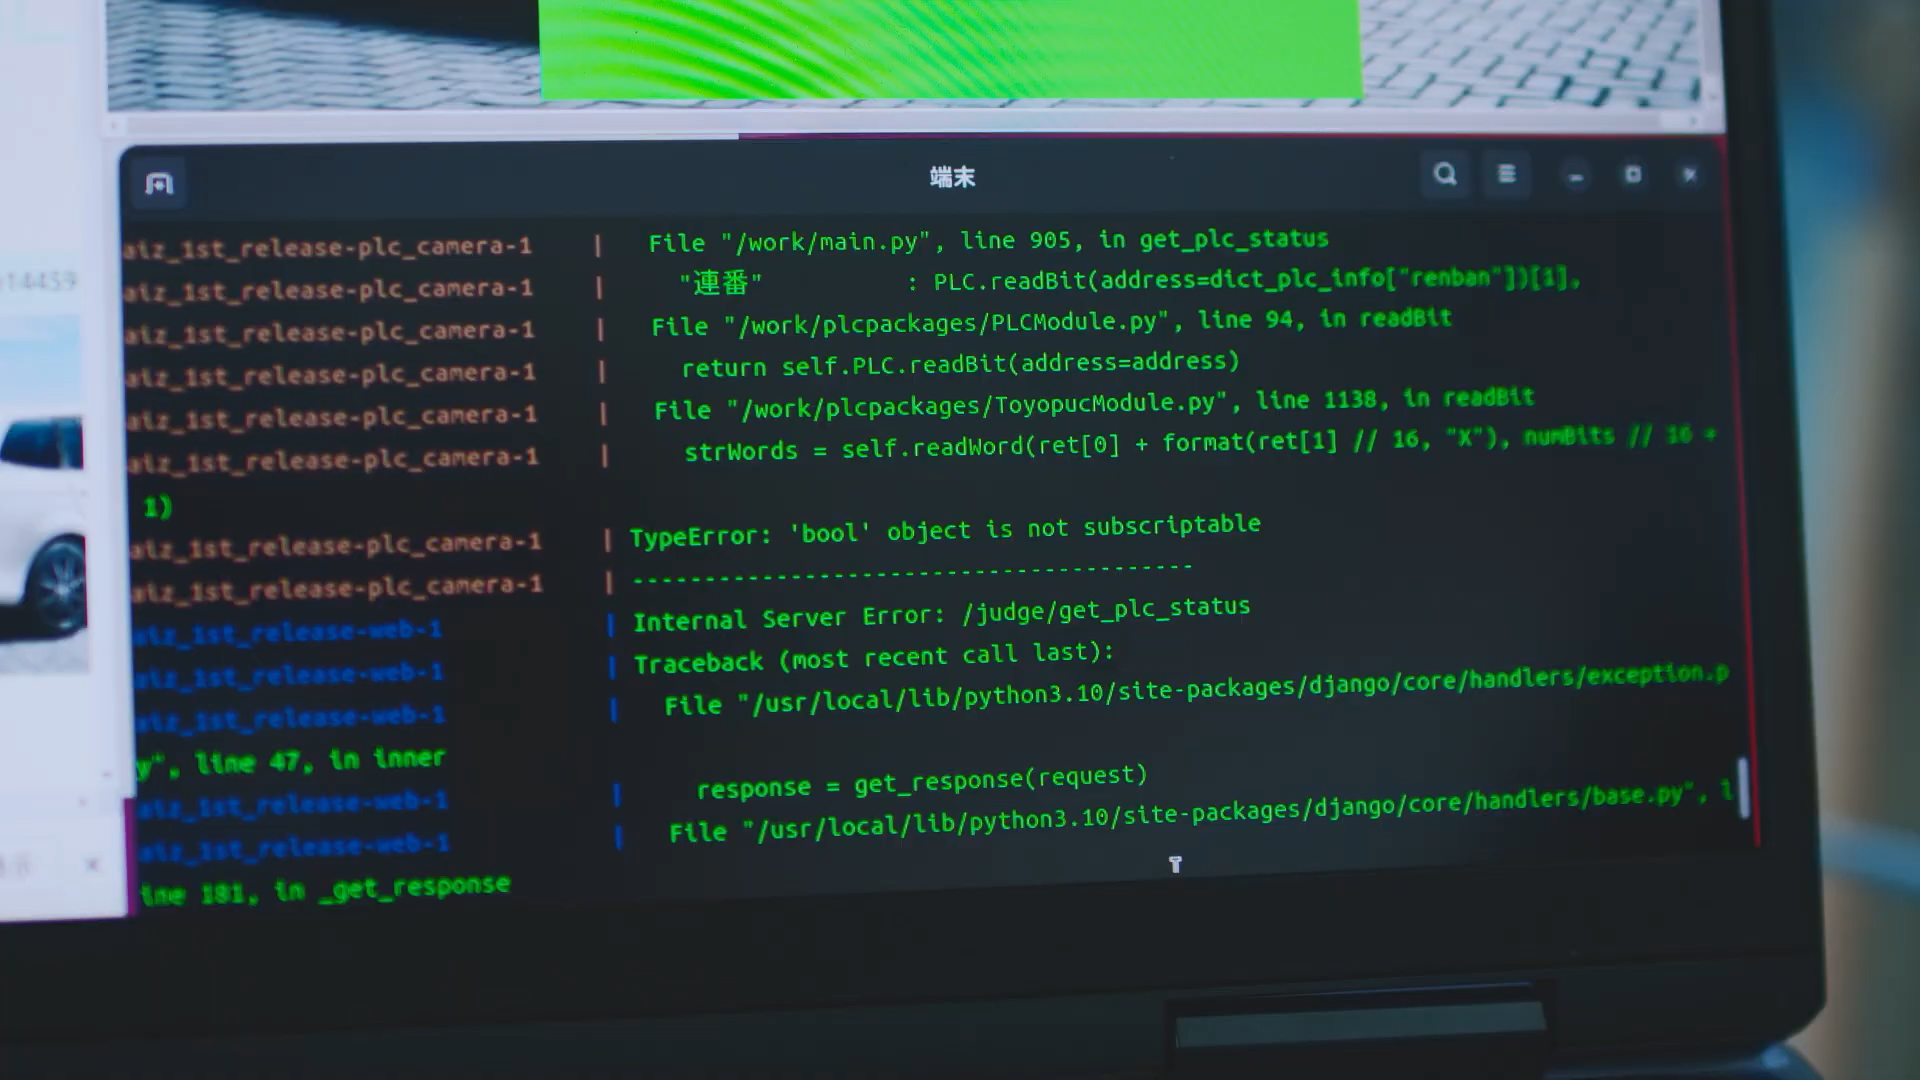 端末
aiz_1st_release-plc_camera-1 | File "/work/main.py", line 905, in get_plc_status
aiz_1st_release-plc_camera-1 | "連番" : PLC.readBit(address=dict_plc_info["renban"])[1],
aiz_1st_release-plc_camera-1 | File "/work/plcpackages/PLCModule.py", line 94, in readBit
aiz_1st_release-plc_camera-1 | return self.PLC.readBit(address=address)
aiz_1st_release-plc_camera-1 | File "/work/plcpackages/ToyopucModule.py", line 1138, in readBit
aiz_1st_release-plc_camera-1 | strWords = self.readWord(ret[0] + format(ret[1] // 16, "X"), numBits // 16 +
1)
aiz_1st_release-plc_camera-1 | TypeError: 'bool' object is not subscriptable
aiz_1st_release-plc_camera-1 | ---------------------------------------
aiz_1st_release-web-1 | Internal Server Error: /judge/get_plc_status
aiz_1st_release-web-1 | Traceback (most recent call last):
aiz_1st_release-web-1 | File "/usr/local/lib/python3.10/site-packages/django/core/handlers/exception.p
y", line 47, in inner
aiz_1st_release-web-1 | response = get_response(request)
aiz_1st_release-web-1 | File "/usr/local/lib/python3.10/site-packages/django/core/handlers/base.py", l
ine 181, in _get_response
14459